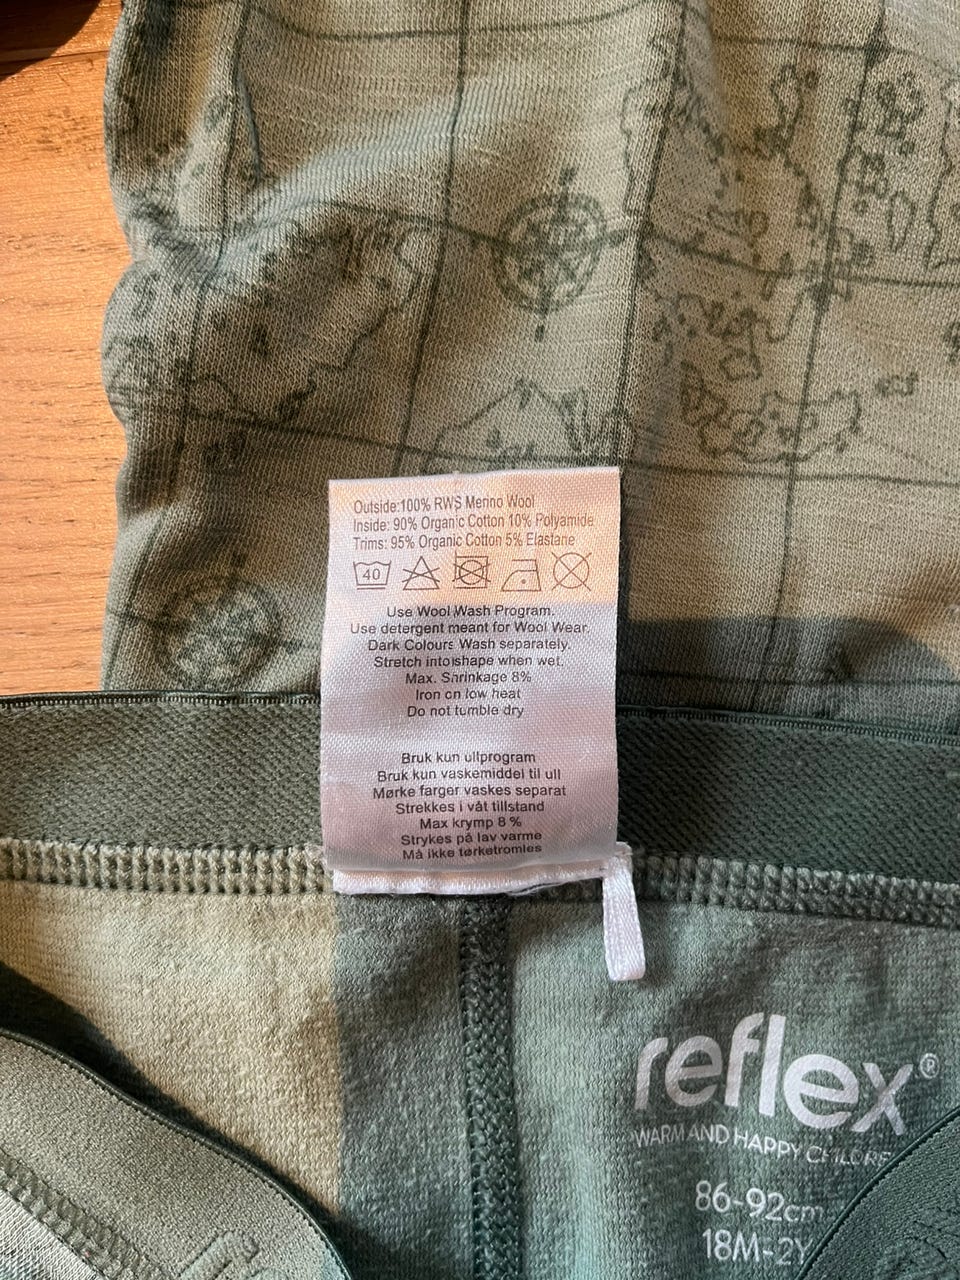 Outside:100% RWS Merino Wool
Inside: 90% Organic Cotton 10% Polyamide
Trims: 95% Organic Cotton 5% Elastane
40
Use Wool Wash Program.
Use detergent meant for Wool Wear.
Dark Colours Wash separately.
Stretch into shape when wet.
Max. Shrinkage 8%
Iron on low heat
Do not tumble dry
Bruk kun ullprogram
Bruk kun vaskemiddel til ull
Mørke farger vaskes separat
Strekkes i våt tillstand
Max krymp 8 %
Strykes på lav varme
Må ikke tørketromles
reflex®
WARM AND HAPPY CHILDRE
86-92cm
18M-2Y